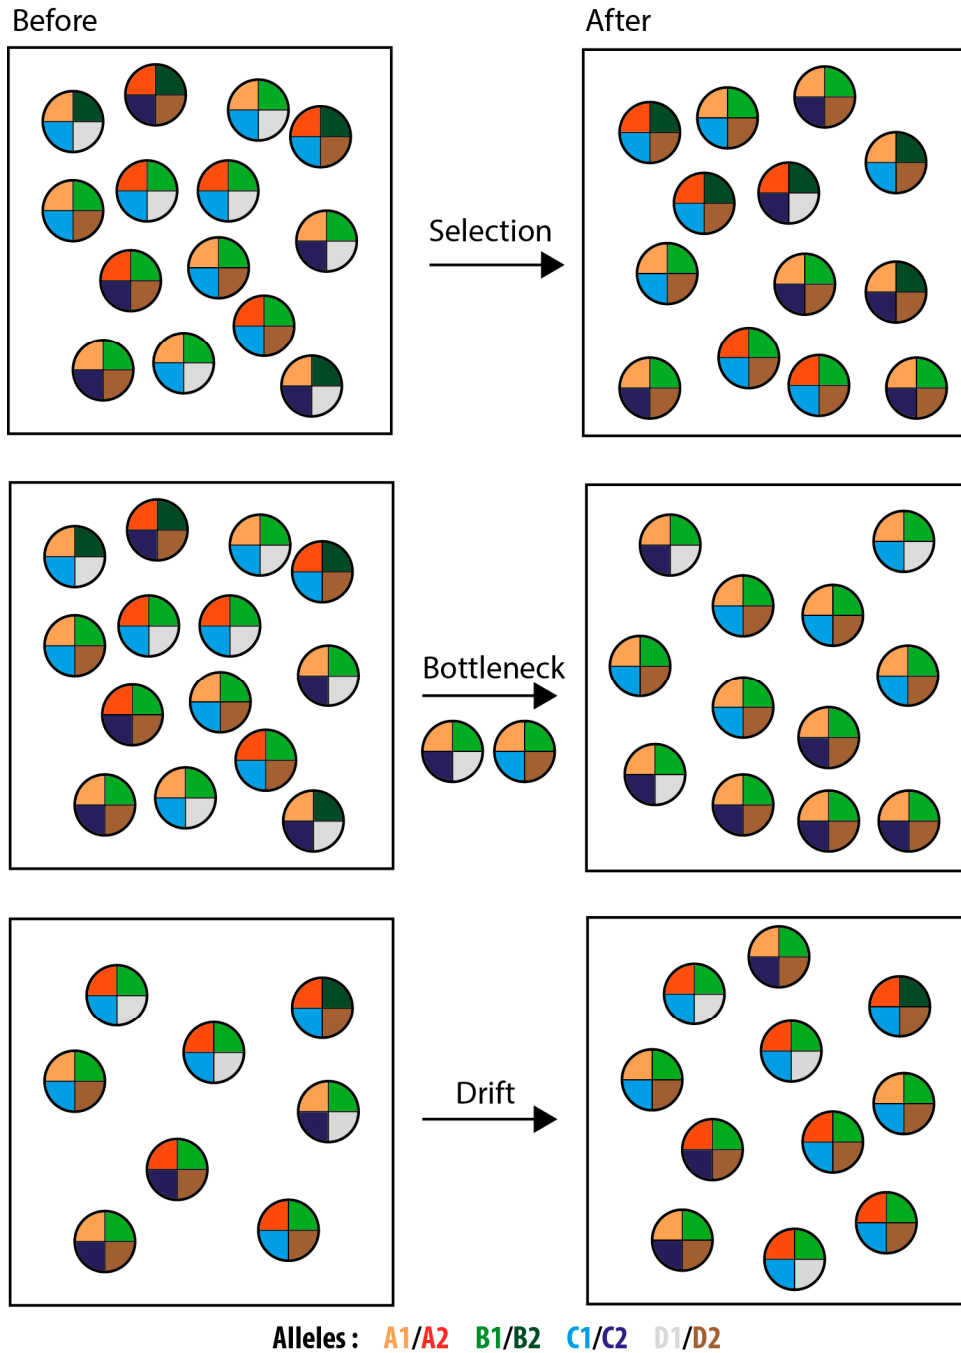 Before
After
Selection
Bottleneck
Drift
Alleles : A1/A2 B1/B2 C1/C2 D1/D2